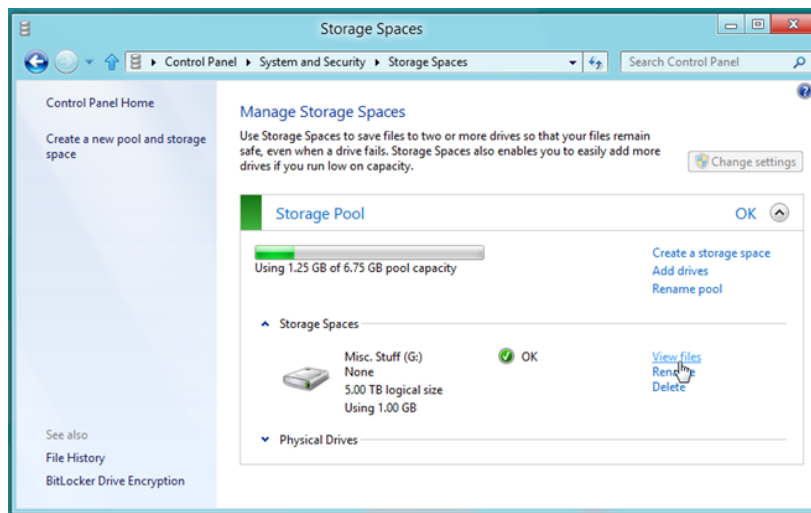 Storage Spaces
Control Panel
System and Security
Storage Spaces
Search Control Panel
Control Panel Home
Create a new pool and storage
space
Manage Storage Spaces
Use Storage Spaces to save files to two or more drives so that your files remain
safe, even when a drive fails. Storage Spaces also enables you to easily add more
drives if you run low on capacity.
Change settings
Storage Pool
OK
Using 1.25 GB of 6.75 GB pool capacity
Create a storage space
Add drives
Rename pool
Storage Spaces
Misc. Stuff (G:)
OK
View files
None
Rename
5.00 TB logical size
Delete
Using 1.00 GB
Physical Drives
See also
File History
BitLocker Drive Encryption